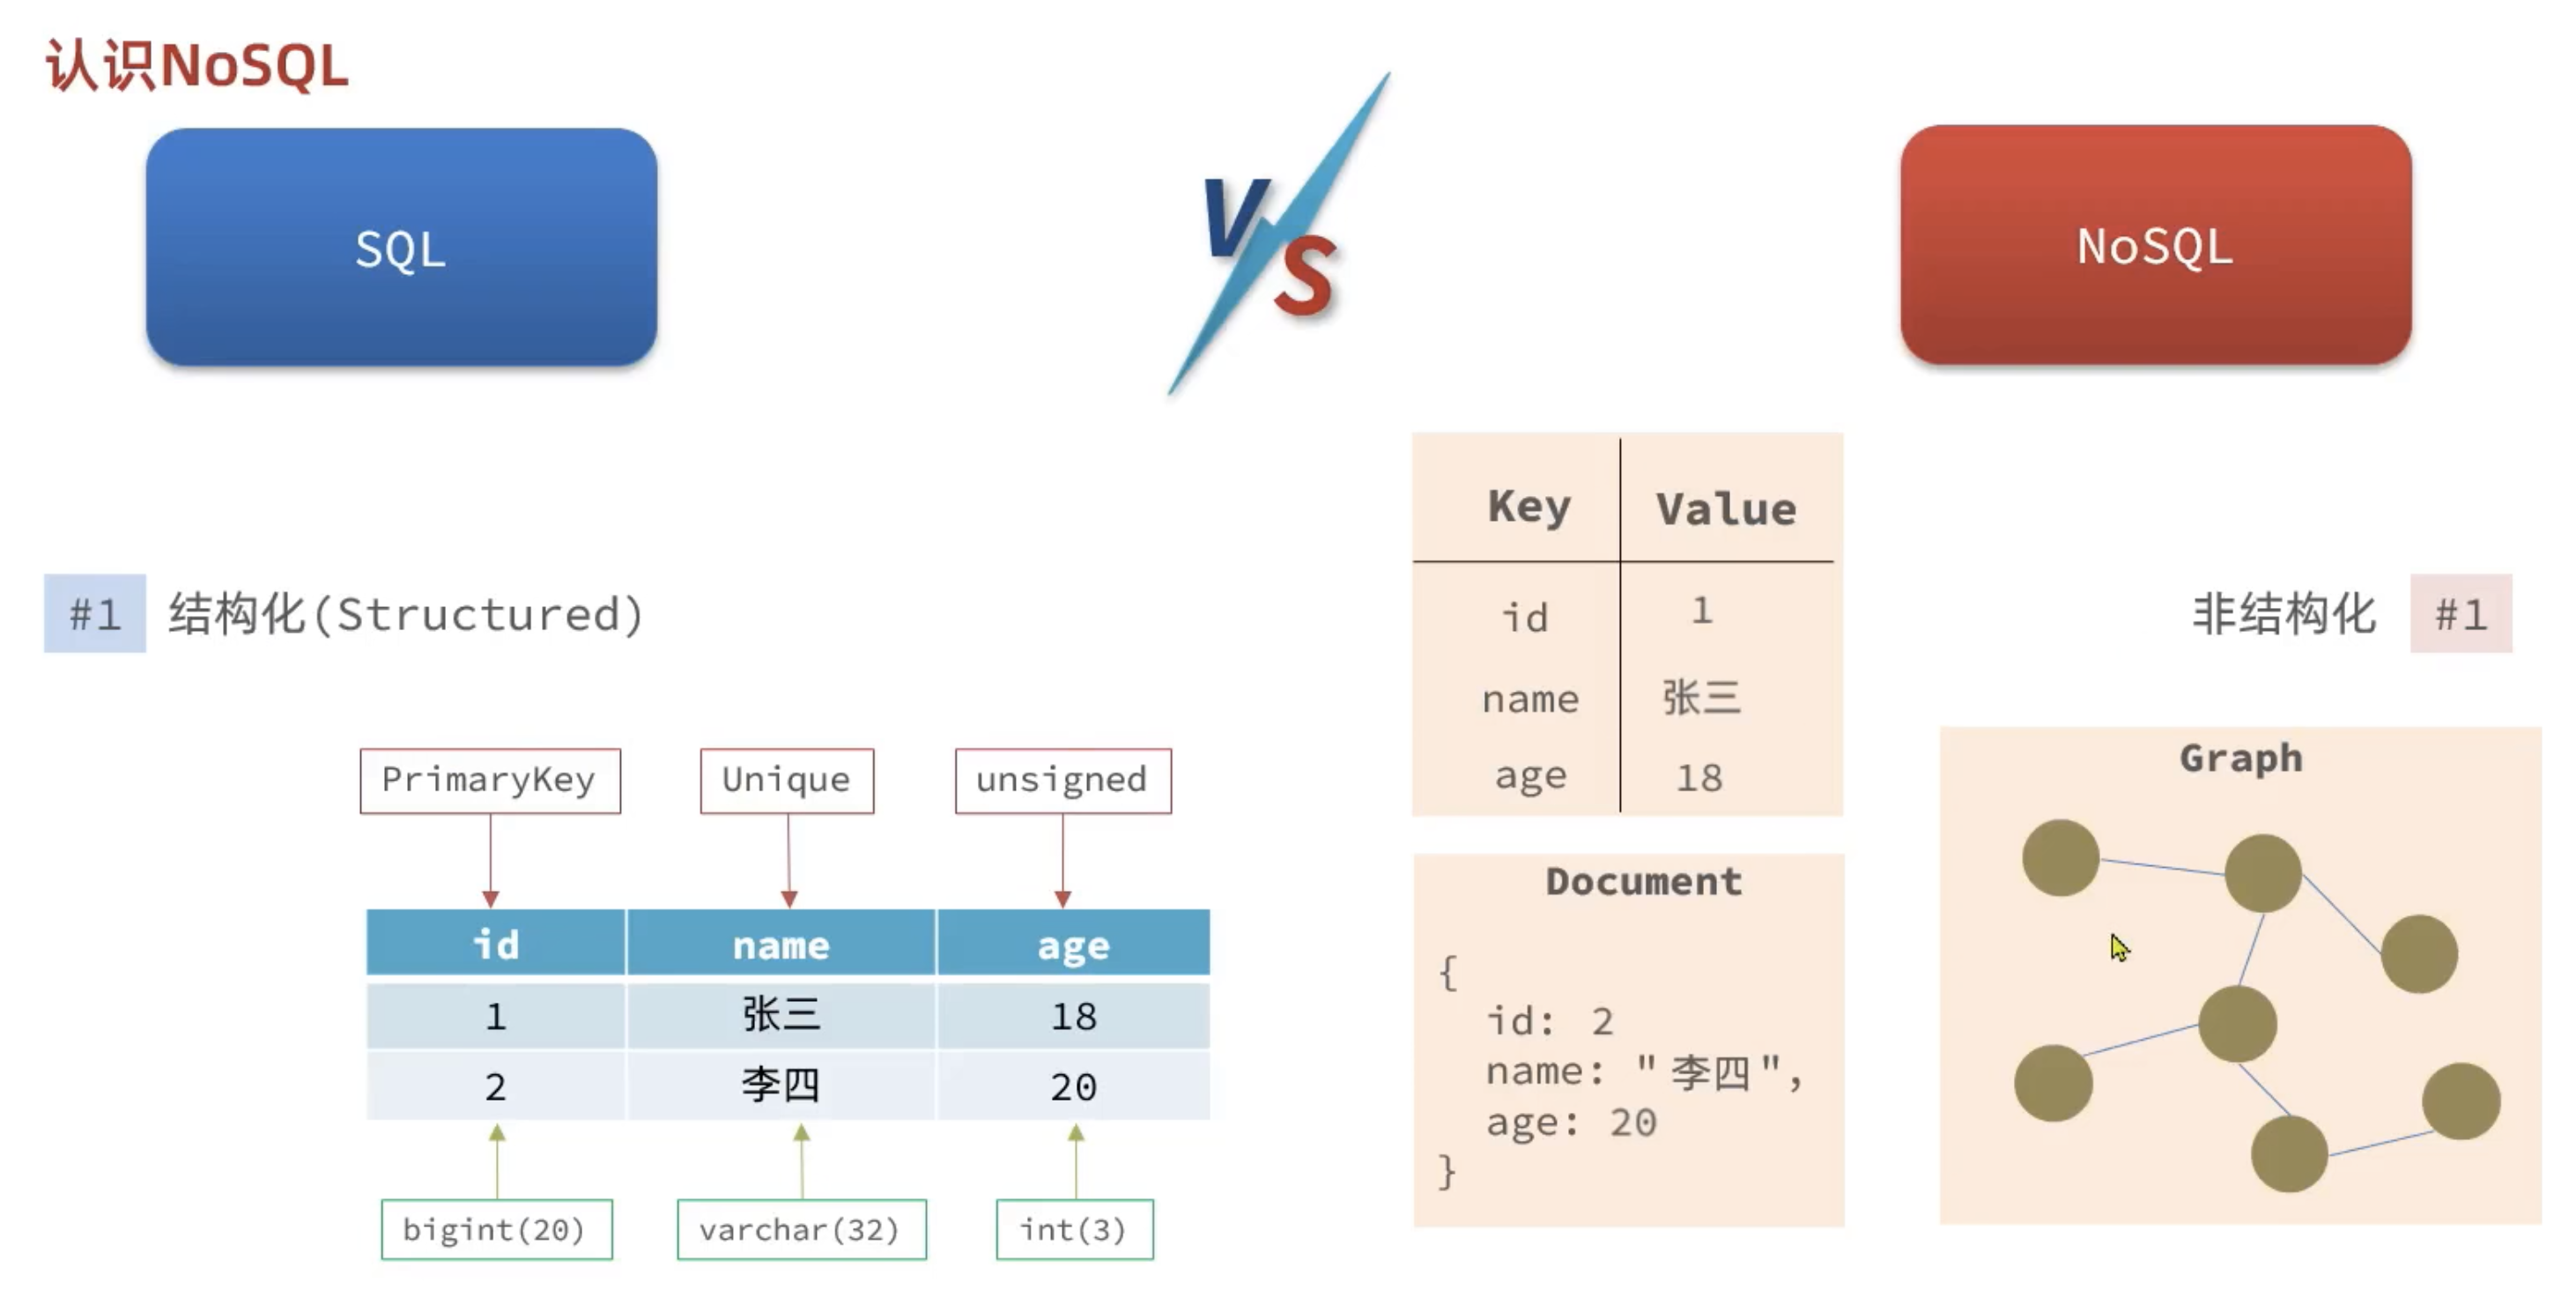 认识NoSQL
SQL
VS
NoSQL
#1 结构化(Structured)
PrimaryKey Unique unsigned
id name age
1 张三 18
2 李四 20
bigint(20) varchar(32) int(3)
Key Value
id 1
name 张三
age 18
Document
{
id: 2
name: "李四",
age: 20
}
非结构化 #1
Graph